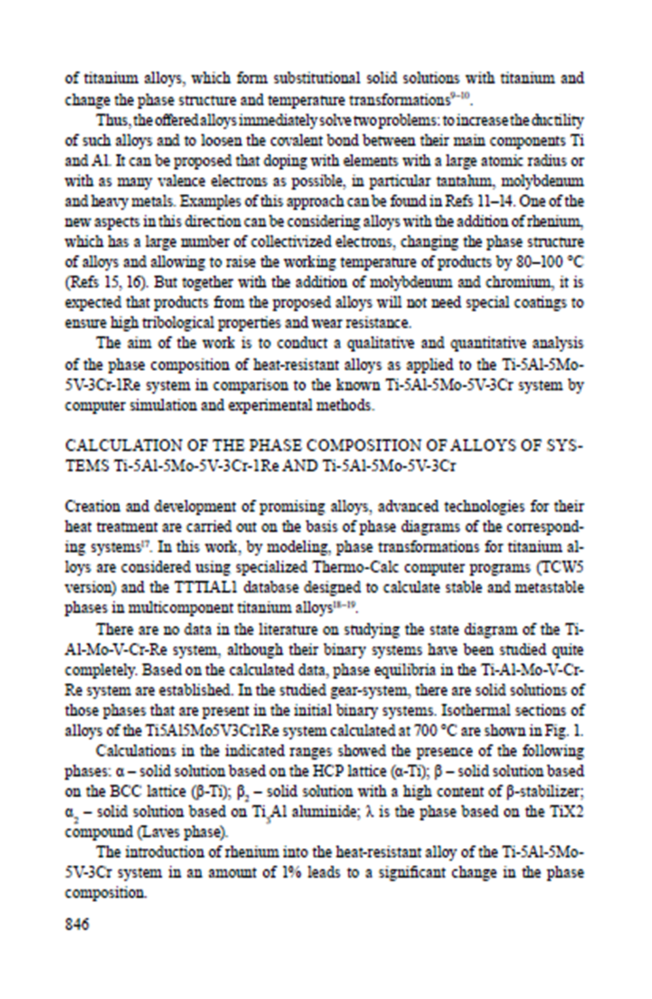 of titanium alloys, which form substitutional solid solutions with titanium and
change the phase structure and temperature transformations⁹⁻¹⁰.
Thus, the offered alloys immediately solve two problems: to increase the ductility
of such alloys and to loosen the covalent bond between their main components Ti
and Al. It can be proposed that doping with elements with a large atomic radius or
with as many valence electrons as possible, in particular tantalum, molybdenum
and heavy metals. Examples of this approach can be found in Refs 11–14. One of the
new aspects in this direction can be considering alloys with the addition of rhenium,
which has a large number of collectivized electrons, changing the phase structure
of alloys and allowing to raise the working temperature of products by 80–100 °C
(Refs 15, 16). But together with the addition of molybdenum and chromium, it is
expected that products from the proposed alloys will not need special coatings to
ensure high tribological properties and wear resistance.
The aim of the work is to conduct a qualitative and quantitative analysis
of the phase composition of heat-resistant alloys as applied to the Ti-5Al-5Mo-
5V-3Cr-1Re system in comparison to the known Ti-5Al-5Mo-5V-3Cr system by
computer simulation and experimental methods.
CALCULATION OF THE PHASE COMPOSITION OF ALLOYS OF SYS-
TEMS Ti-5Al-5Mo-5V-3Cr-1Re AND Ti-5Al-5Mo-5V-3Cr
Creation and development of promising alloys, advanced technologies for their
heat treatment are carried out on the basis of phase diagrams of the correspond-
ing systems¹⁷. In this work, by modeling, phase transformations for titanium al-
loys are considered using specialized Thermo-Calc computer programs (TCW5
version) and the TTTIAL1 database designed to calculate stable and metastable
phases in multicomponent titanium alloys¹⁸⁻¹⁹.
There are no data in the literature on studying the state diagram of the Ti-
Al-Mo-V-Cr-Re system, although their binary systems have been studied quite
completely. Based on the calculated data, phase equilibria in the Ti-Al-Mo-V-Cr-
Re system are established. In the studied gear-system, there are solid solutions of
those phases that are present in the initial binary systems. Isothermal sections of
alloys of the Ti5Al5Mo5V3Cr1Re system calculated at 700 °C are shown in Fig. 1.
Calculations in the indicated ranges showed the presence of the following
phases: α – solid solution based on the HCP lattice (α-Ti); β – solid solution based
on the BCC lattice (β-Ti); β₂ – solid solution with a high content of β-stabilizer;
α₂ – solid solution based on Ti₃Al aluminide; λ is the phase based on the TiX2
compound (Laves phase).
The introduction of rhenium into the heat-resistant alloy of the Ti-5Al-5Mo-
5V-3Cr system in an amount of 1% leads to a significant change in the phase
composition.
846